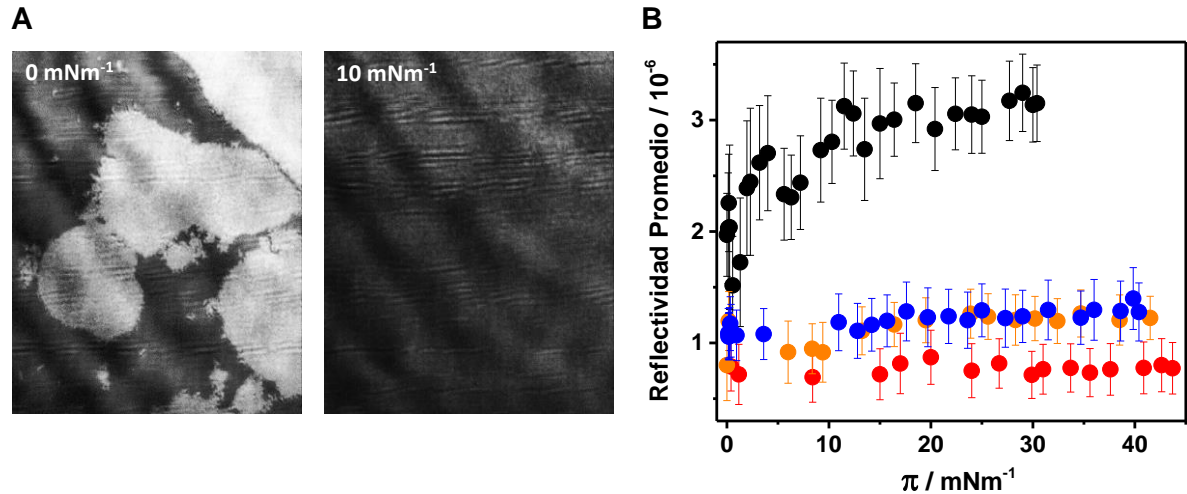 A
0 mNm⁻¹
10 mNm⁻¹
B
Reflectividad Promedio / 10⁻⁶
3
2
1
0
10
20
30
40
π / mNm⁻¹